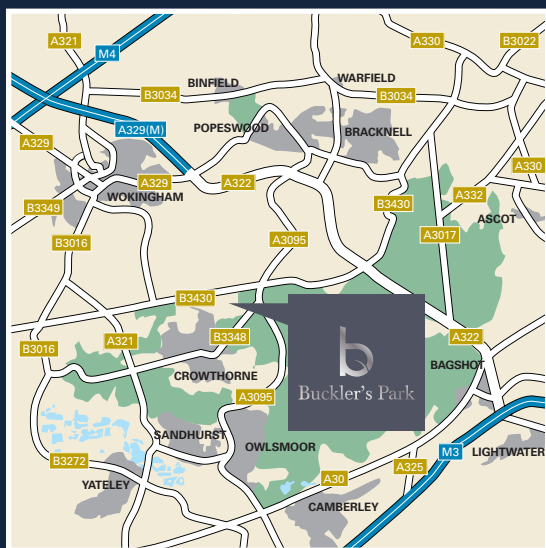 A321
A330
B3022
M4
BINFIELD
WARFIELD
B3034
B3034
A329(M)
POPESWOOD
BRACKNELL
A329
A330
A329
A322
A332
WOKINGHAM
B3430
B3349
ASCOT
B3016
A3095
A3017
B3430
A321
B3348
A322
B3016
BAGSHOT
CROWTHORNE
Buckler's Park
A3095
SANDHURST
OWLSMOOR
M3
LIGHTWATER
B3272
A325
A30
YATELEY
CAMBERLEY